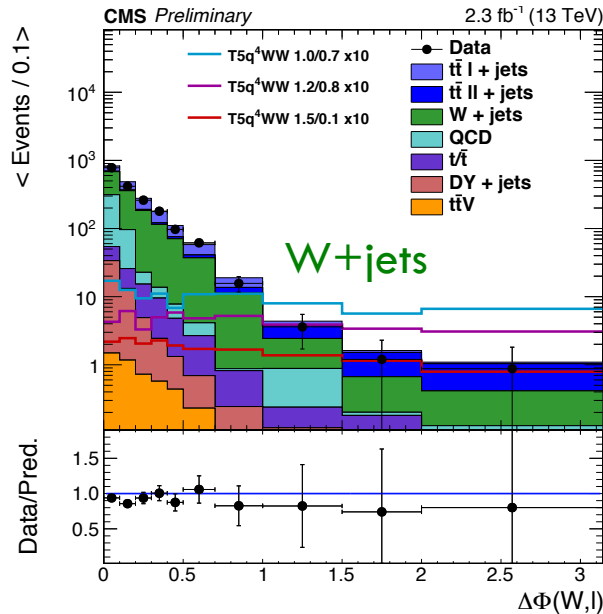 CMS Preliminary 2.3 fb⁻¹ (13 TeV)
< Events / 0.1 >
10⁴
10³
10²
10
1
T5q⁴WW 1.0/0.7 x10
T5q⁴WW 1.2/0.8 x10
T5q⁴WW 1.5/0.1 x10
Data
tt̄ l + jets
tt̄ ll + jets
W + jets
QCD
t/t̄
DY + jets
tt̄V
W+jets
Data/Pred.
1.0
0.5
0 0.5 1 1.5 2 2.5 3
ΔΦ(W,l)